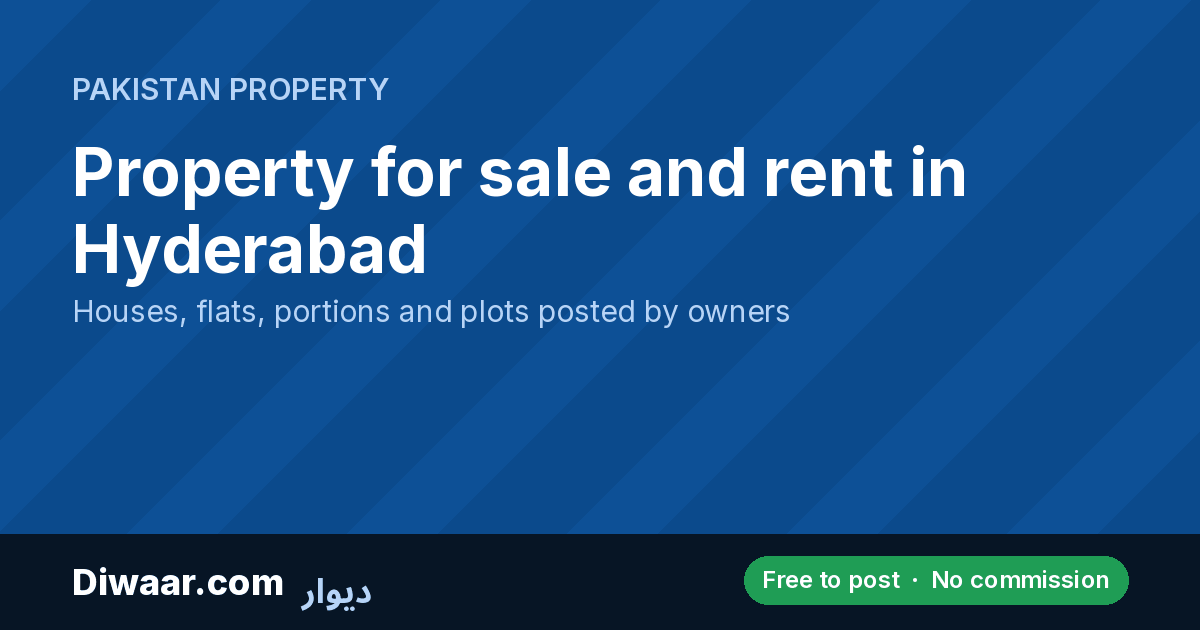 PAKISTAN PROPERTY
Property for sale and rent in
Hyderabad
Houses, flats, portions and plots posted by owners
Diwaar.com دیوار
Free to post · No commission